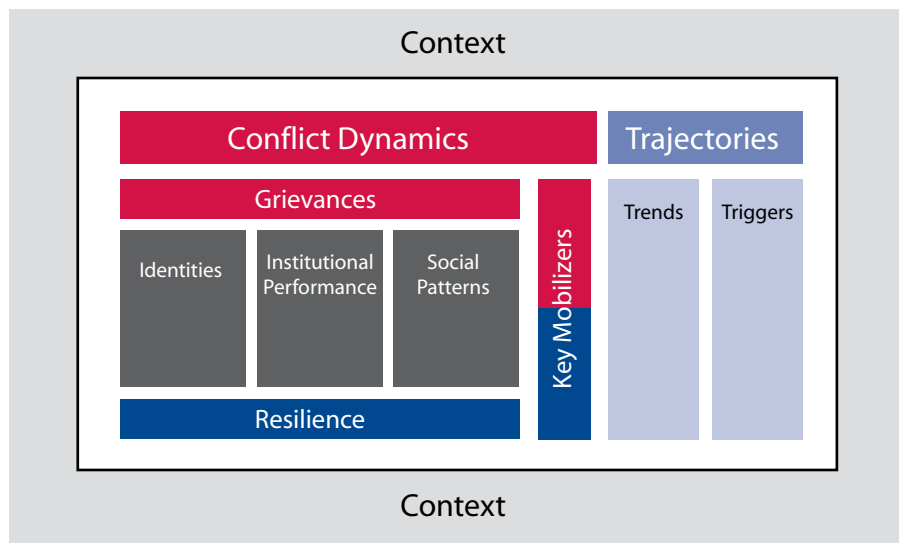 Context
Conflict Dynamics
Trajectories
Grievances
Identities
Institutional
Performance
Social
Patterns
Resilience
Key Mobilizers
Trends
Triggers
Context